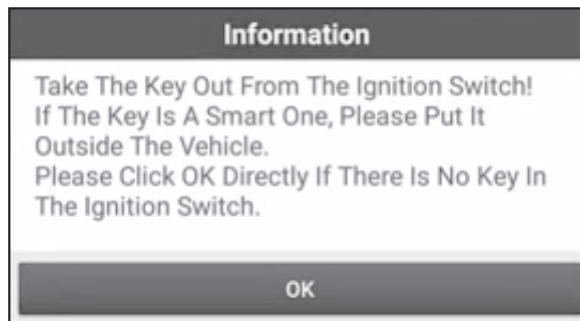 Information
Take The Key Out From The Ignition Switch!
If The Key Is A Smart One, Please Put It
Outside The Vehicle.
Please Click OK Directly If There Is No Key In
The Ignition Switch.
OK